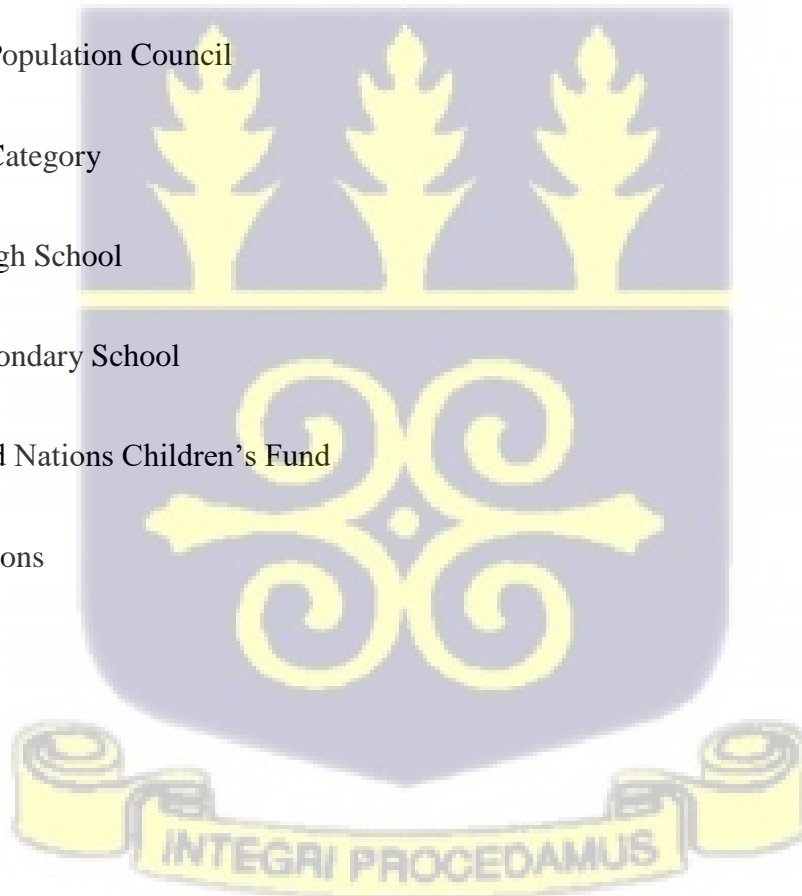 Population Council
Category
gh School
ondary School
d Nations Children's Fund
ons
INTEGRI PROCEDAMUS